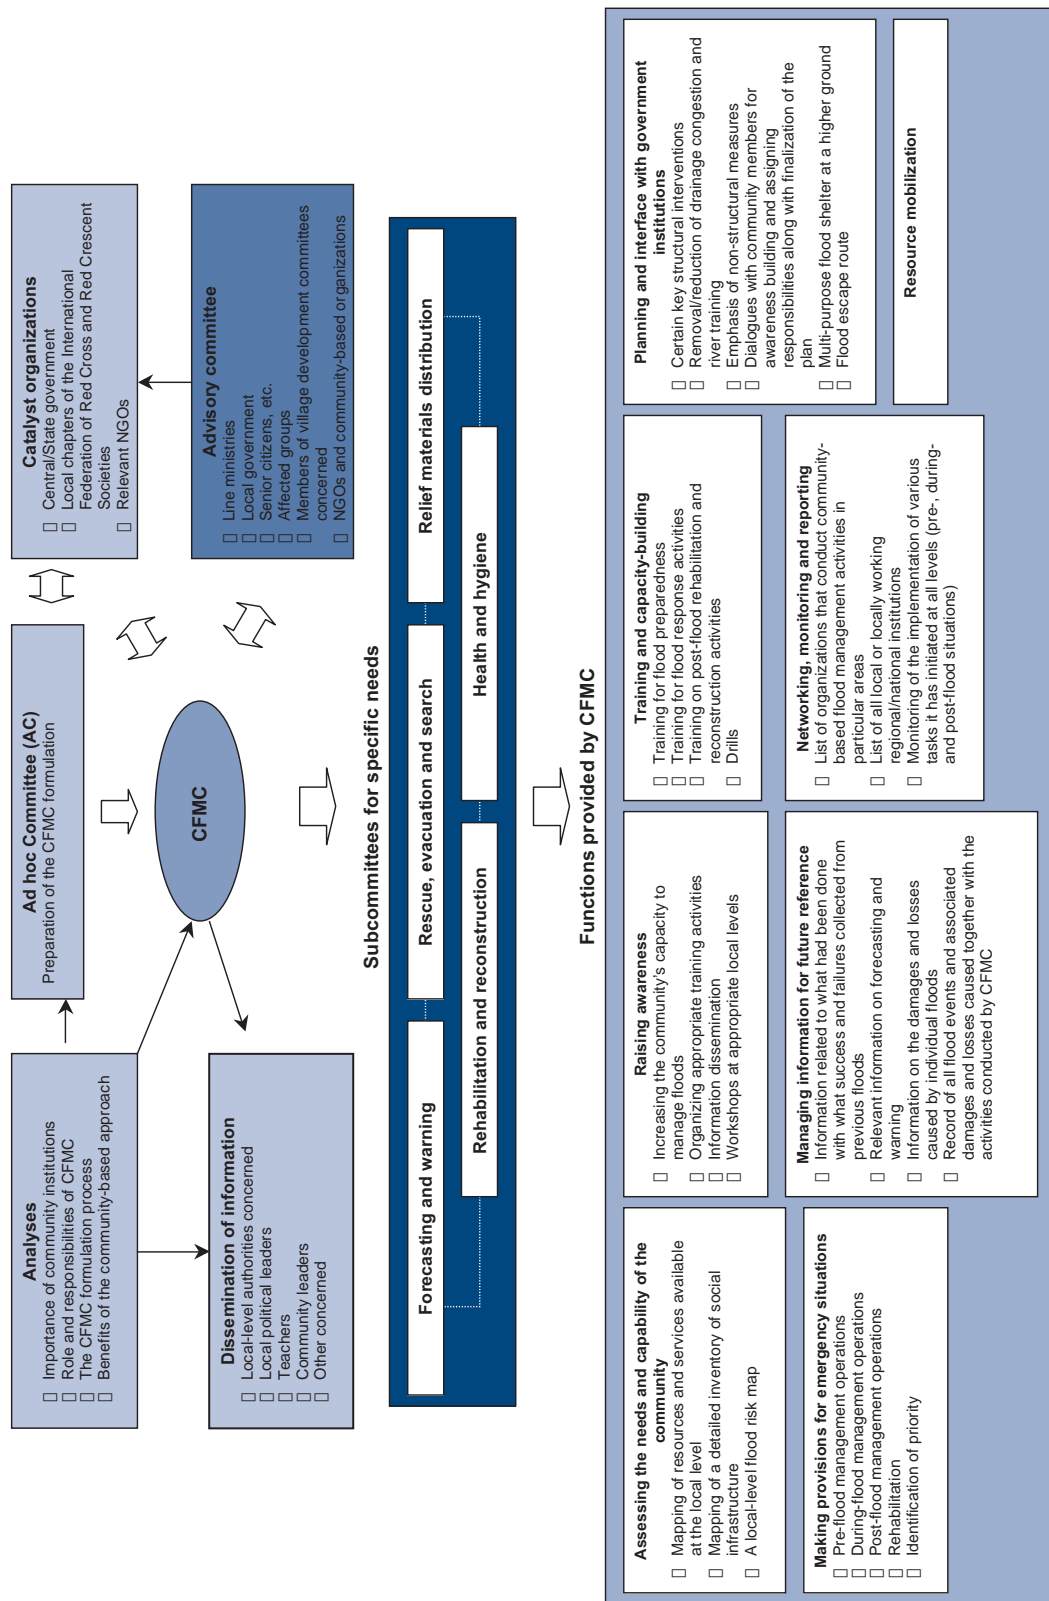 Analyses
▯ Importance of community institutions
▯ Role and responsibilities of CFMC
▯ The CFMC formulation process
▯ Benefits of the community-based approach
Ad hoc Committee (AC)
Preparation of the CFMC formulation
Catalyst organizations
▯ Central/State government
▯ Local chapters of the International
Federation of Red Cross and Red Crescent
Societies
▯ Relevant NGOs
Dissemination of information
▯ Local-level authorities concerned
▯ Local political leaders
▯ Teachers
▯ Community leaders
▯ Other concerned
CFMC
Advisory committee
▯ Line ministries
▯ Local government
▯ Senior citizens, etc.
▯ Affected groups
▯ Members of village development committees
concerned
▯ NGOs and community-based organizations
Subcommittees for specific needs
Forecasting and warning
Rescue, evacuation and search
Relief materials distribution
Rehabilitation and reconstruction
Health and hygiene
Functions provided by CFMC
Assessing the needs and capability of the
community
▯ Mapping of resources and services available
at the local level
▯ Mapping of a detailed inventory of social
infrastructure
▯ A local-level flood risk map
Raising awareness
▯ Increasing the community's capacity to
manage floods
▯ Organizing appropriate training activities
▯ Information dissemination
▯ Workshops at appropriate local levels
Training and capacity-building
▯ Training for flood preparedness
▯ Training for flood response activities
▯ Training on post-flood rehabilitation and
reconstruction activities
▯ Drills
Planning and interface with government
institutions
▯ Certain key structural interventions
▯ Removal/reduction of drainage congestion and
river training
▯ Emphasis of non-structural measures
▯ Dialogues with community members for
awareness building and assigning
responsibilities along with finalization of the
plan
▯ Multi-purpose flood shelter at a higher ground
▯ Flood escape route
Making provisions for emergency situations
▯ Pre-flood management operations
▯ During-flood management operations
▯ Post-flood management operations
▯ Rehabilitation
▯ Identification of priority
Managing information for future reference
▯ Information related to what had been done
with what success and failures collected from
previous floods
▯ Relevant information on forecasting and
warning
▯ Information on the damages and losses
caused by individual floods
▯ Record of all flood events and associated
damages and losses caused together with the
activities conducted by CFMC
Networking, monitoring and reporting
▯ List of organizations that conduct community-
based flood management activities in
particular areas
▯ List of all local or locally working
regional/national institutions
▯ Monitoring of the implementation of various
tasks it has initiated at all levels (pre-, during-
and post-flood situations)
Resource mobilization